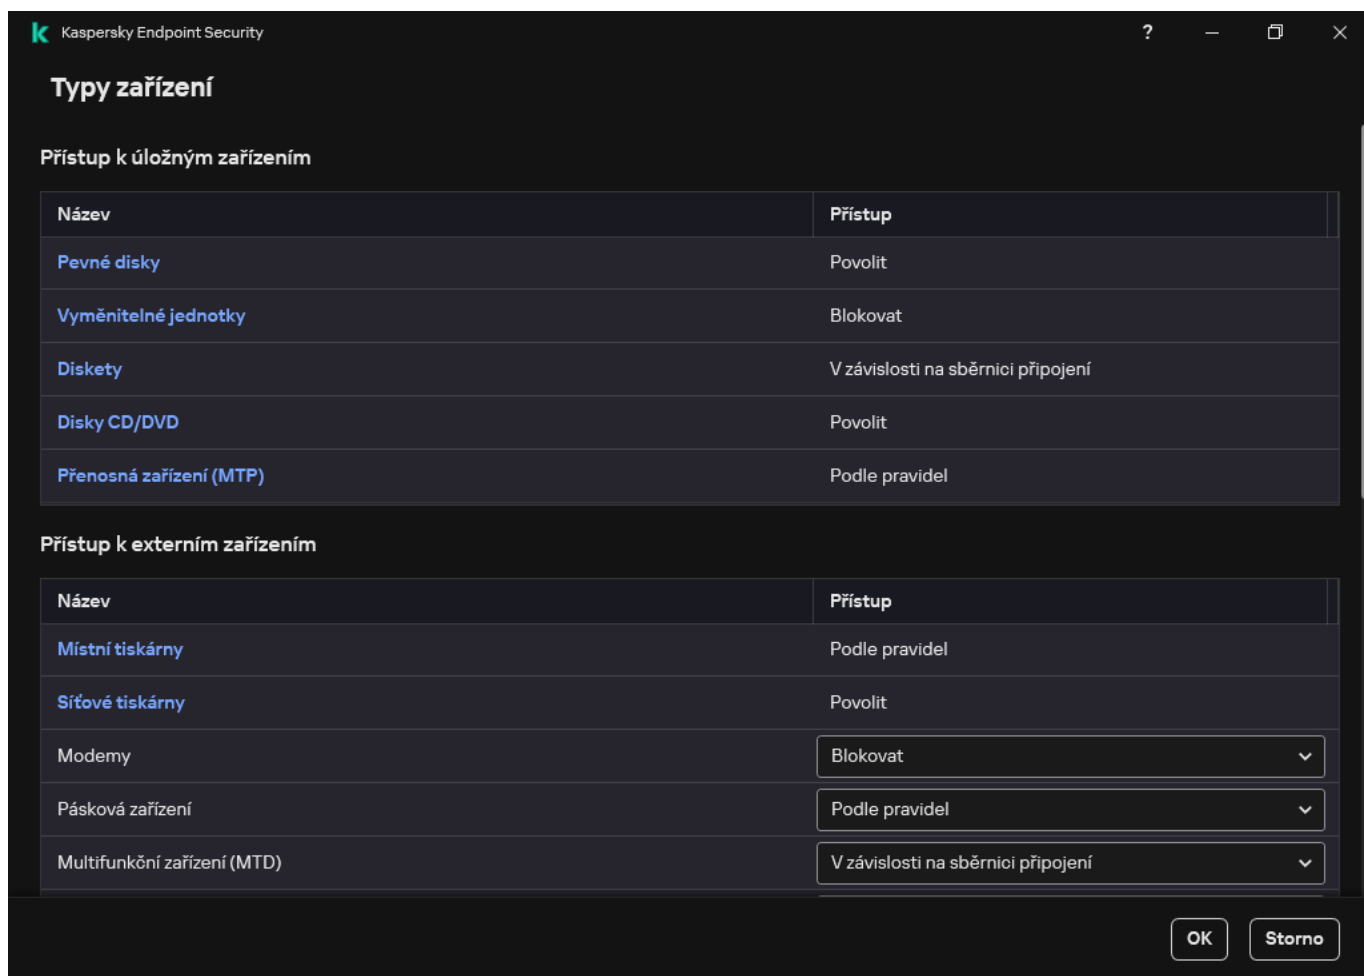 Kaspersky Endpoint Security
?
Typy zařízení
Přístup k úložným zařízením
Název Přístup
Pevné disky Povolit
Vyměnitelné jednotky Blokovat
Diskety V závislosti na sběrnici připojení
Disky CD/DVD Povolit
Přenosná zařízení (MTP) Podle pravidel
Přístup k externím zařízením
Název Přístup
Místní tiskárny Podle pravidel
Síťové tiskárny Povolit
Modemy Blokovat
Pásková zařízení Podle pravidel
Multifunkční zařízení (MTD) V závislosti na sběrnici připojení
OK Storno